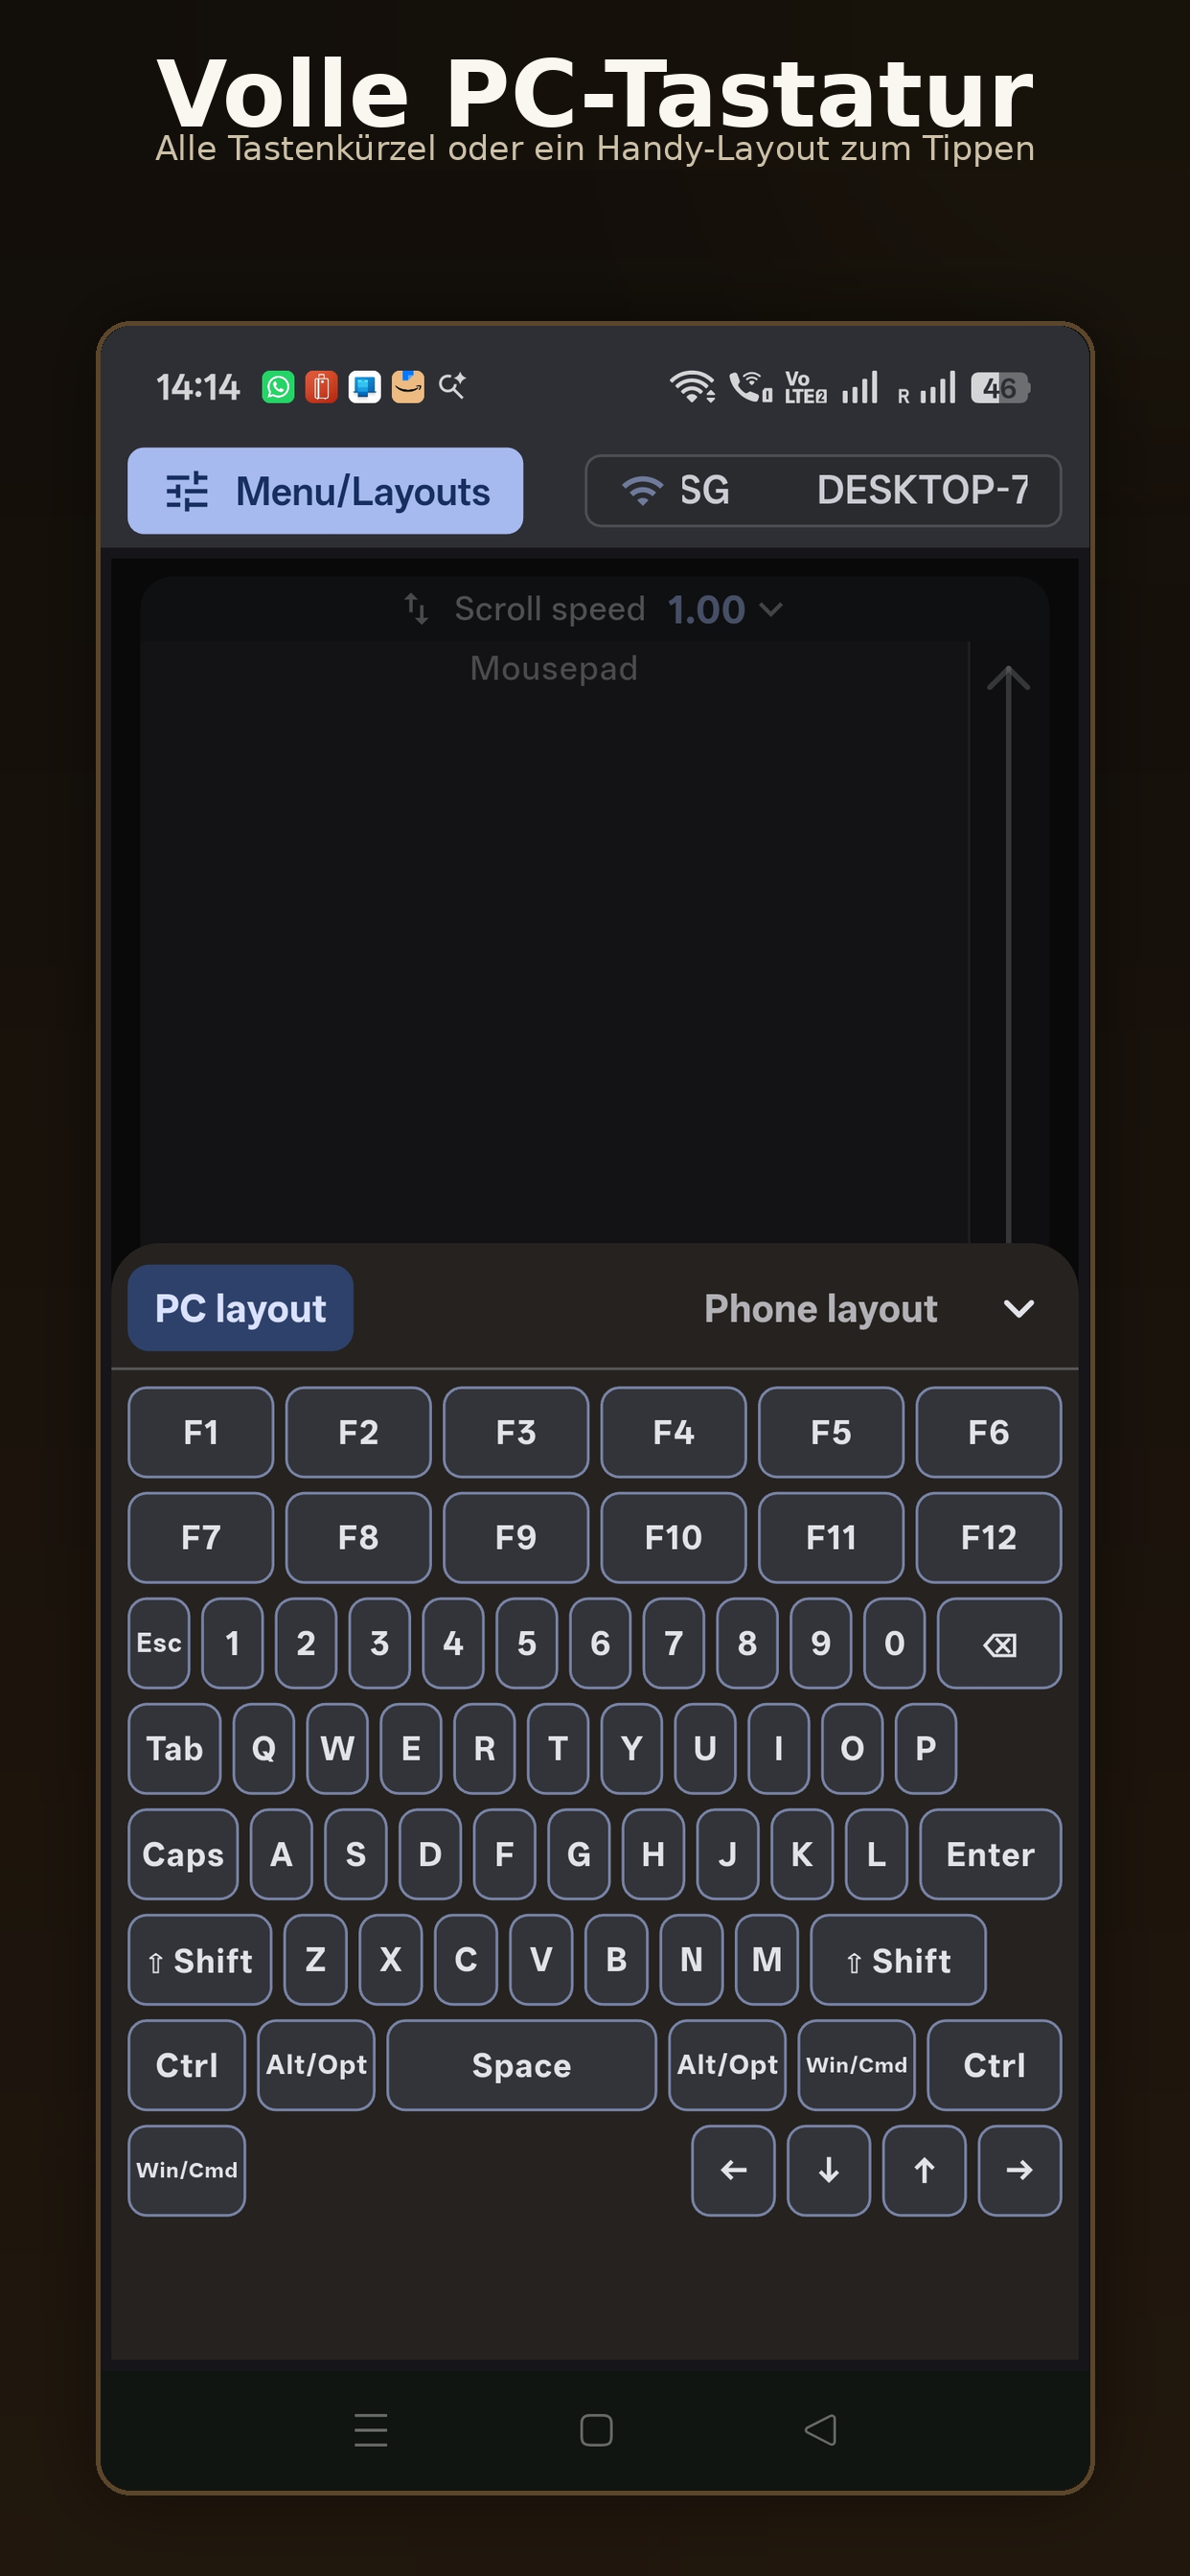 Volle PC-Tastatur
Alle Tastenkürzel oder ein Handy-Layout zum Tippen
14:14 Vo LTE2 R 46
Menu/Layouts SG DESKTOP-7
Scroll speed 1.00
Mousepad
PC layout Phone layout
F1 F2 F3 F4 F5 F6
F7 F8 F9 F10 F11 F12
Esc 1 2 3 4 5 6 7 8 9 0
Tab Q W E R T Y U I O P
Caps A S D F G H J K L Enter
⇧ Shift Z X C V B N M ⇧ Shift
Ctrl Alt/Opt Space Alt/Opt Win/Cmd Ctrl
Win/Cmd ← ↓ ↑ →